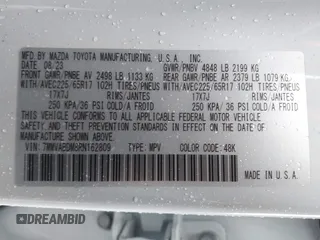 MFD. BY MAZDA TOYOTA MANUFACTURING, U.S.A., INC.
DATE: 08/23 GVWR/PNBV 4848 LB 2199 KG
FRONT GAWR/PNBE AV 2498 LB 1133 KG REAR GAWR/PNBE AR 2379 LB 1079 KG
WITH/AVEC225/65R17 102H TIRES/PNEUS WITH/AVEC225/65R17 102H TIRES/PNEUS
17X7J RIMS/JANTES 17X7J RIMS/JANTES
250 KPA/36 PSI COLD/A FROID 250 KPA/36 PSI COLD/A FROID
THIS VEHICLE CONFORMS TO ALL APPLICABLE FEDERAL MOTOR VEHICLE
SAFETY STANDARDS IN EFFECT ON THE DATE OF
MANUFACTURE SHOWN ABOVE.
VIN: 7MMVABDM6RN162809 TYPE: MPV COLOR CODE: 48K
MADE IN U.S.A.